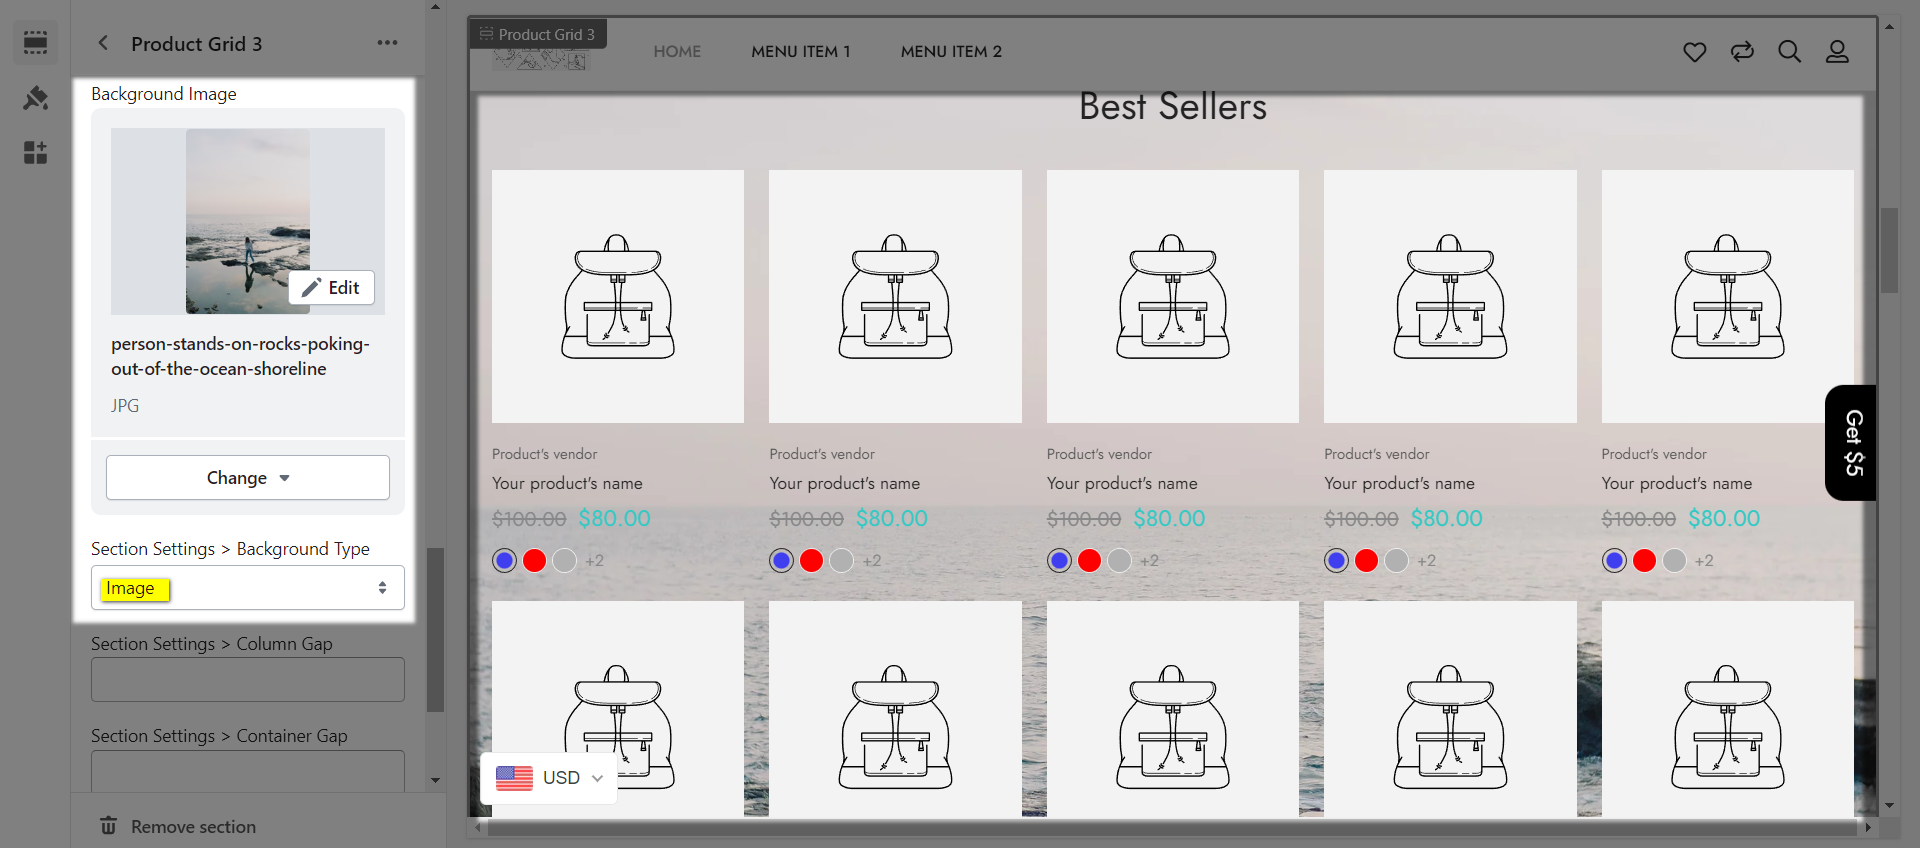 Product Grid 3
Background Image
Edit
person-stands-on-rocks-poking-
out-of-the-ocean-shoreline
JPG
Change
Section Settings > Background Type
Image
Section Settings > Column Gap
Section Settings > Container Gap
Remove section
Product Grid 3
HOME MENU ITEM 1 MENU ITEM 2
Best Sellers
Product's vendor Product's vendor Product's vendor Product's vendor Product's vendor
Your product's name Your product's name Your product's name Your product's name Your product's name
$100.00 $80.00 $100.00 $80.00 $100.00 $80.00 $100.00 $80.00 $100.00 $80.00
+2 +2 +2 +2 +2
Get $5
USD